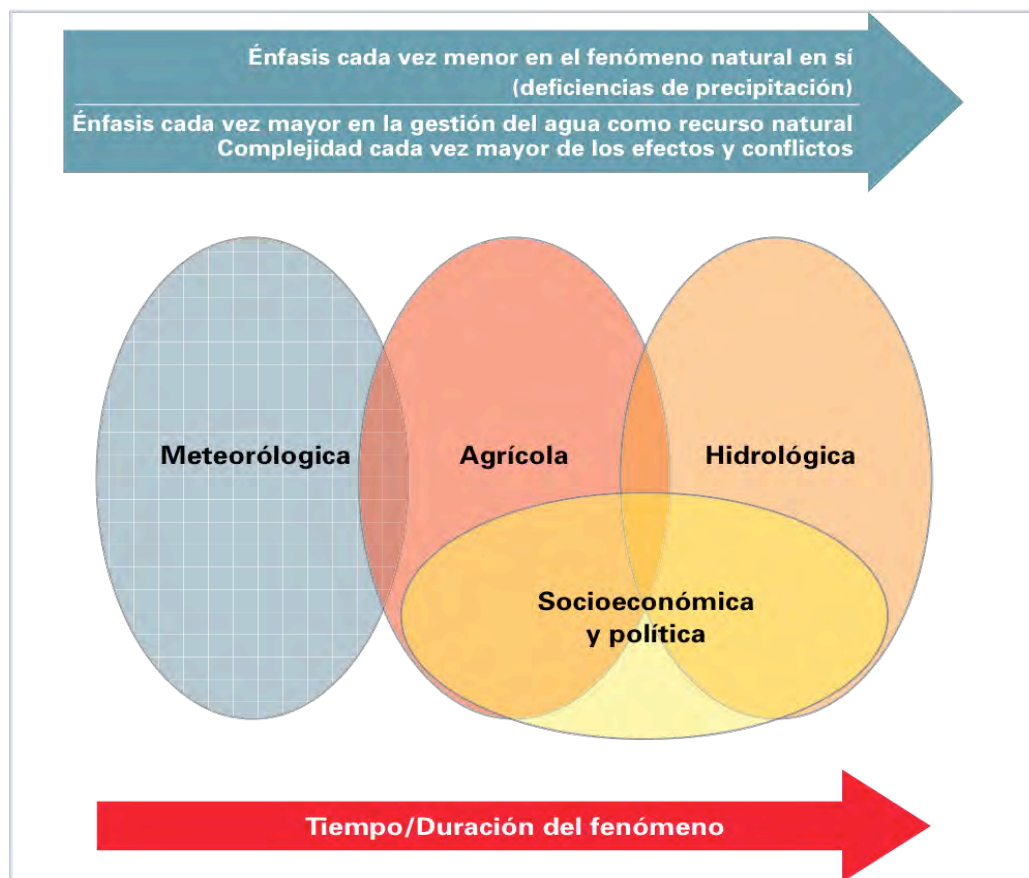 Énfasis cada vez menor en el fenómeno natural en sí
(deficiencias de precipitación)
Énfasis cada vez mayor en la gestión del agua como recurso natural
Complejidad cada vez mayor de los efectos y conflictos
Meteorólogica
Agrícola
Hidrológica
Socioeconómica
y política
Tiempo/Duración del fenómeno